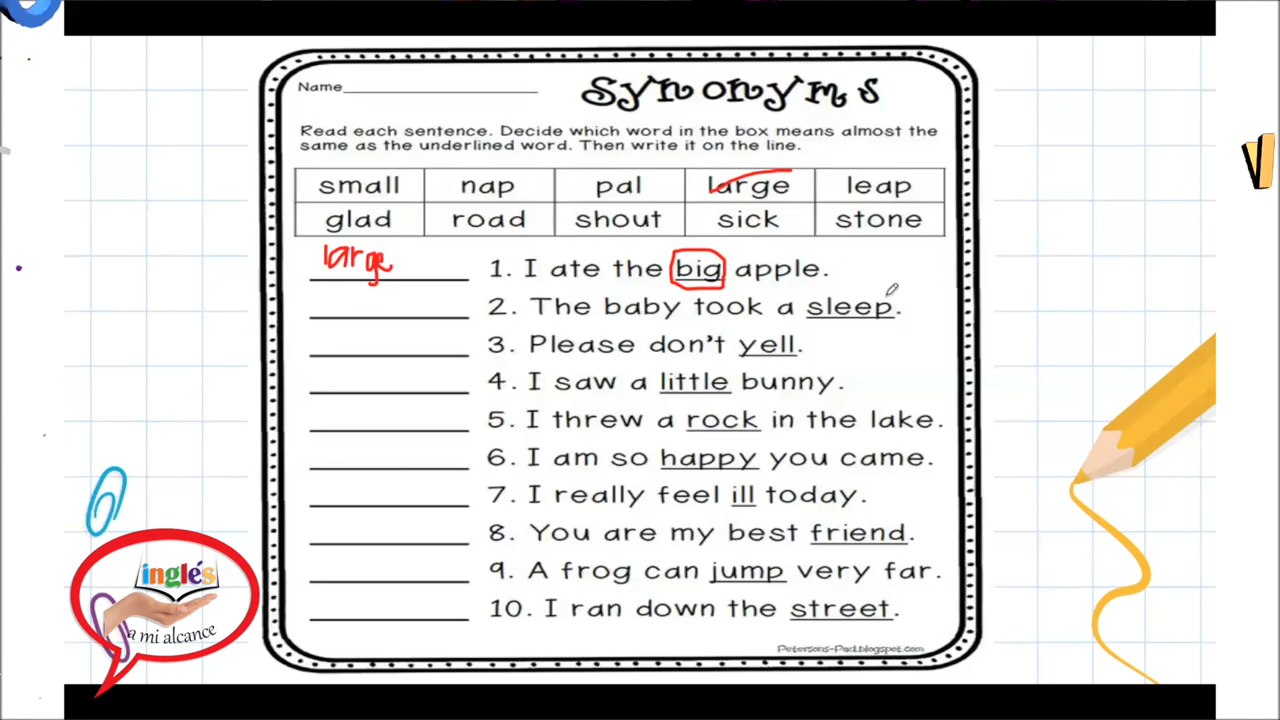 Name
Synonyms
Read each sentence. Decide which word in the box means almost the
same as the underlined word. Then write it on the line.
small nap pal large leap
glad road shout sick stone
large 1. I ate the big apple.
2. The baby took a sleep.
3. Please don't yell.
4. I saw a little bunny.
5. I threw a rock in the lake.
6. I am so happy you came.
7. I really feel ill today.
8. You are my best friend.
9. A frog can jump very far.
10. I ran down the street.
Petersons-Pad.blogspot.com
inglés
a mi alcance